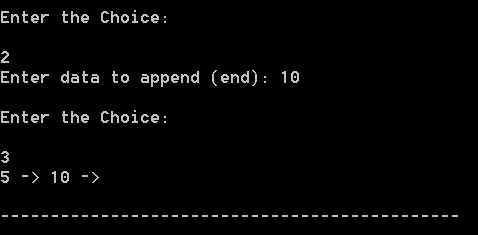 Enter the Choice:
2
Enter data to append (end): 10
Enter the Choice:
3
5 -> 10 ->
----------------------------------------------